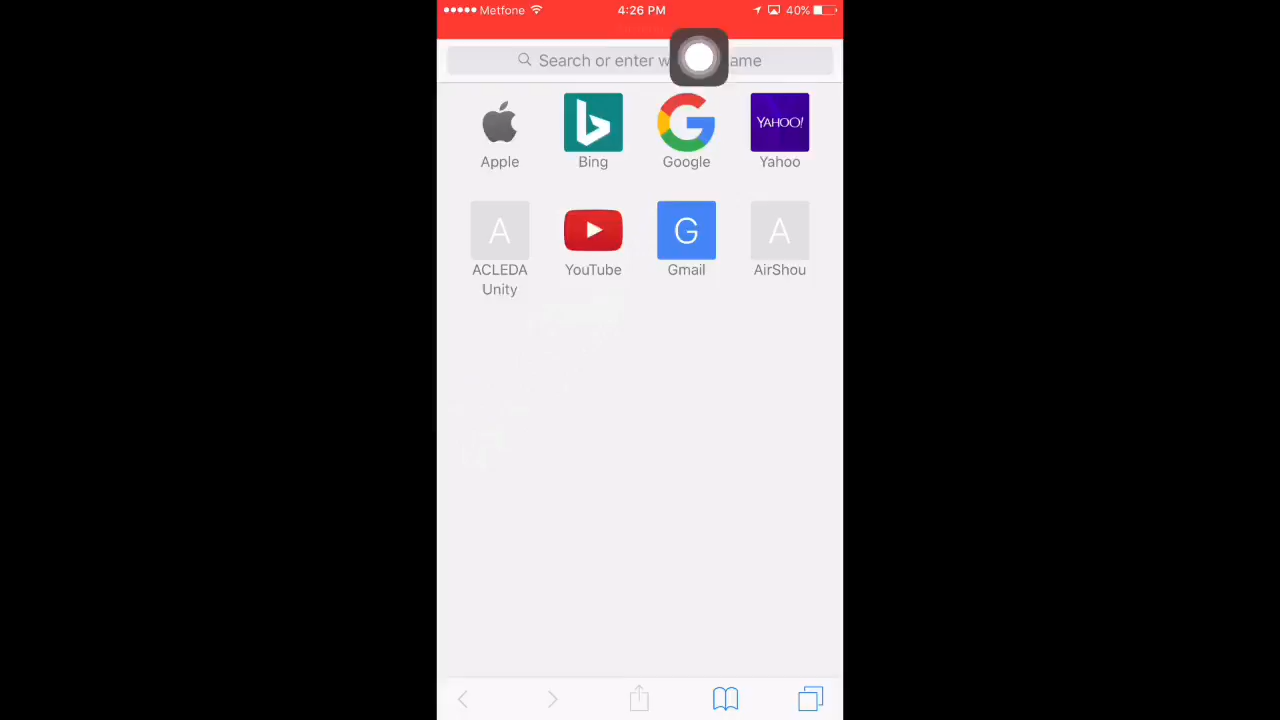 Metfone 4:26 PM 40%
Search or enter w ame
Apple Bing Google YAHOO! Yahoo
A ACLEDA Unity YouTube G Gmail A AirShou